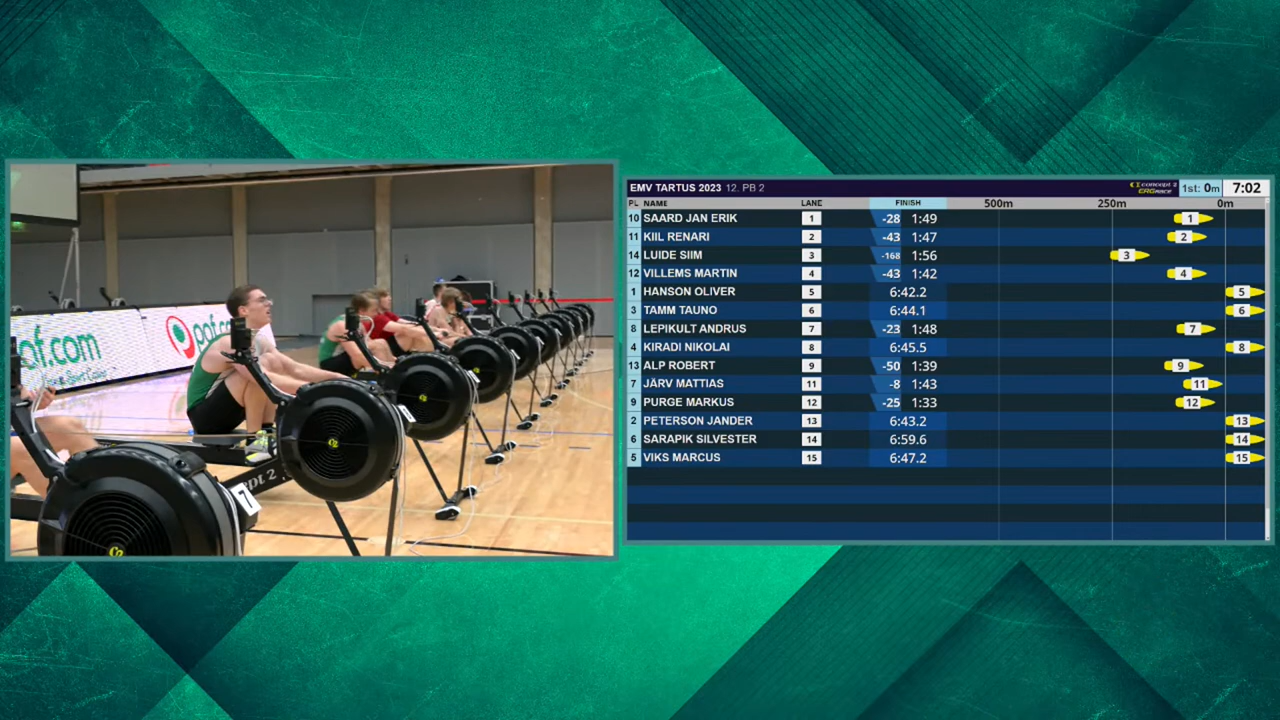 EMV TARTUS 2023 12. PB 2 concept 2 ERGRACE 1st: 0m 7:02
PL NAME LANE FINISH 500m 250m 0m
10 SAARD JAN ERIK 1 -28 1:49 1
11 KIIL RENARI 2 -43 1:47 2
14 LUIDE SIIM 3 -168 1:56 3
12 VILLEMS MARTIN 4 -43 1:42 4
1 HANSON OLIVER 5 6:42.2 5
3 TAMM TAUNO 6 6:44.1 6
8 LEPIKULT ANDRUS 7 -23 1:48 7
4 KIRADI NIKOLAI 8 6:45.5 8
13 ALP ROBERT 9 -50 1:39 9
7 JÄRV MATTIAS 11 -8 1:43 11
9 PURGE MARKUS 12 -25 1:33 12
2 PETERSON JANDER 13 6:43.2 13
6 SARAPIK SILVESTER 14 6:59.6 14
5 VIKS MARCUS 15 6:47.2 15
of.com
paf.co
7